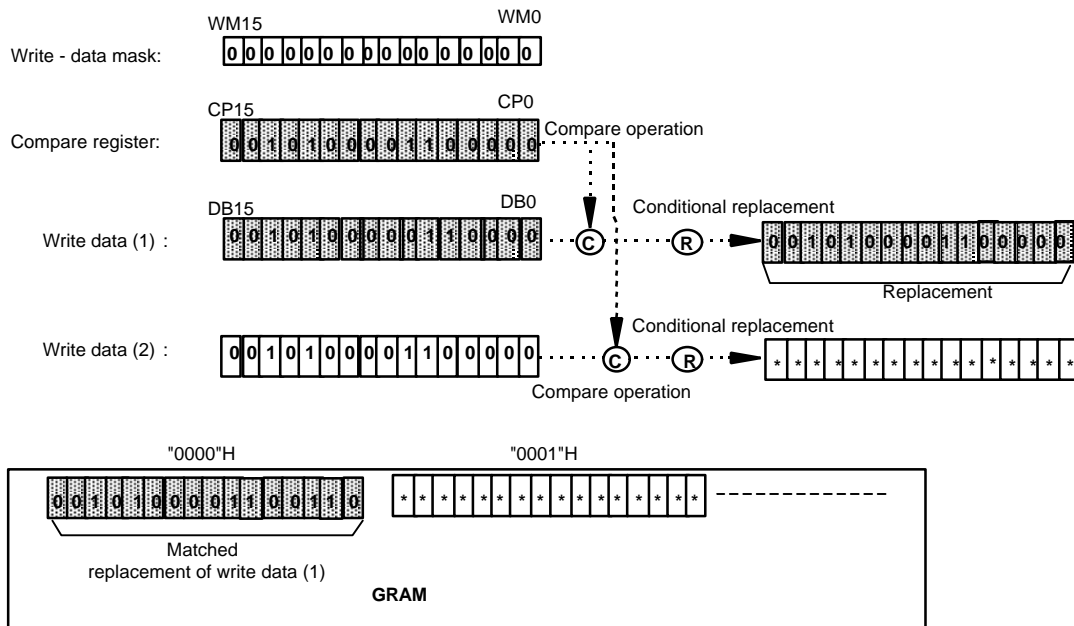 WM15 WM0
Write - data mask: 0 0 0 0 0 0 0 0 0 0 0 0 0 0 0 0
CP15 CP0
Compare register: 0 0 1 0 1 0 0 0 0 1 1 0 0 0 0 0
Compare operation
DB15 DB0
Conditional replacement
Write data (1) : 0 0 1 0 1 0 0 0 0 0 1 1 0 0 0 0 C R 0 0 1 0 1 0 0 0 0 1 1 0 0 0 0 0
Replacement
Conditional replacement
Write data (2) : 0 0 1 0 1 0 0 0 0 1 1 0 0 0 0 0 C R * * * * * * * * * * * * * * * *
Compare operation
"0000"H "0001"H
0 0 1 0 1 0 0 0 0 1 1 0 0 1 1 0 * * * * * * * * * * * * * * * *
Matched
replacement of write data (1)
GRAM